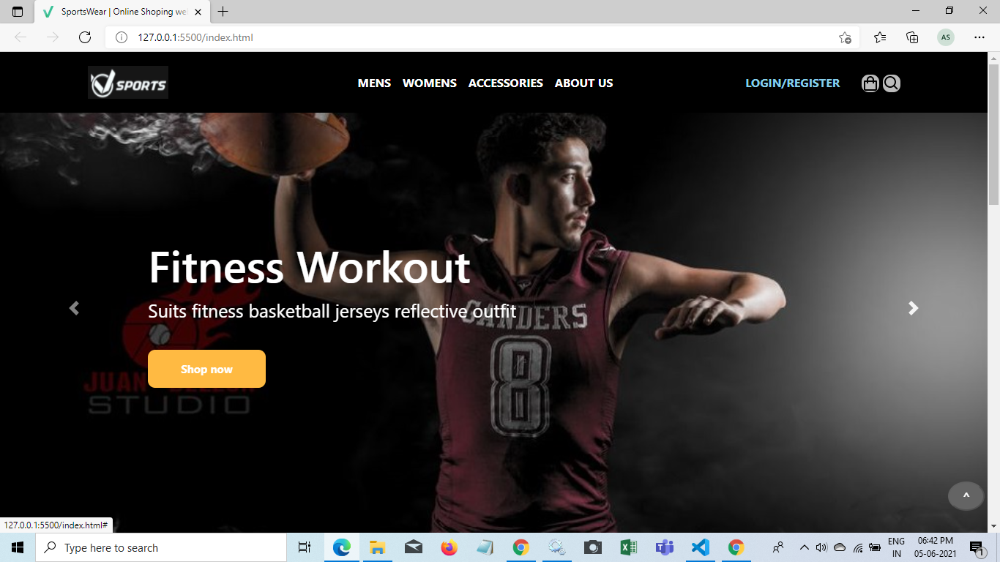 SportsWear | Online Shoping we
127.0.0.1:5500/index.html
AS
SPORTS
MENS WOMENS ACCESSORIES ABOUT US LOGIN/REGISTER
Fitness Workout
Suits fitness basketball jerseys reflective outfit
GANDERS
8
Shop now
JUAN
STUDIO
^
127.0.0.1:5500/index.html#
Type here to search
ENG
IN
06:42 PM
05-06-2021
1